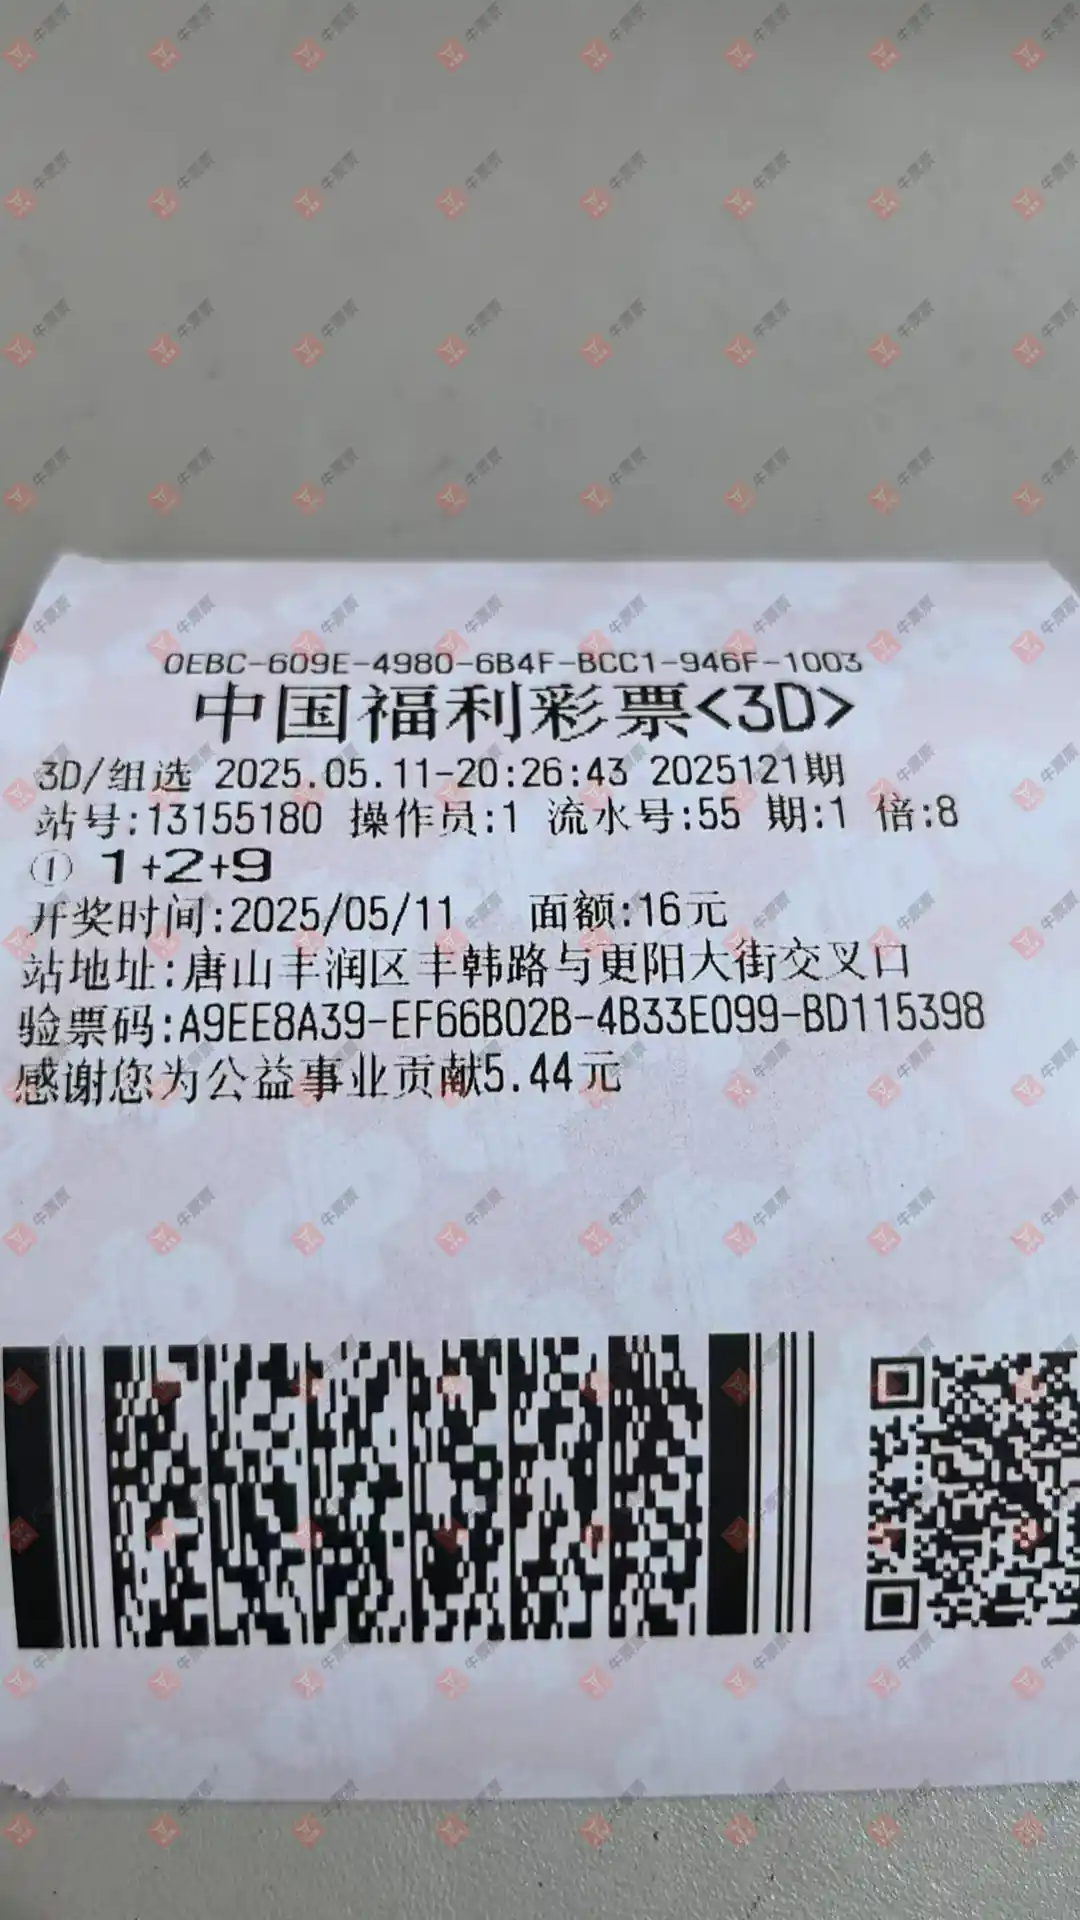 0EBC-609E-4980-6B4F-BCC1-946F-1003
中国福利彩票<3D>
3D/组选 2025.05.11-20:26:43 2025121期
站号:13155180 操作员:1 流水号:55 期:1 倍:8
① 1+2+9
开奖时间:2025/05/11 面额:16元
站地址:唐山丰润区丰韩路与更阳大街交叉口
验票码:A9EE8A39-EF66B02B-4B33E099-BD115398
感谢您为公益事业贡献5.44元
牛票票